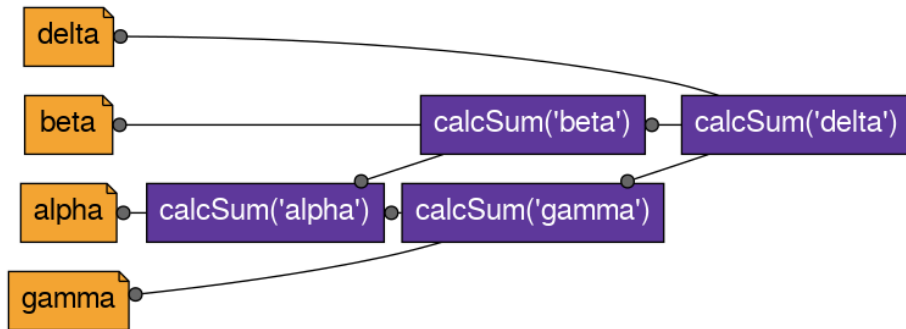 delta
beta
calcSum('beta')
calcSum('delta')
alpha
calcSum('alpha')
calcSum('gamma')
gamma